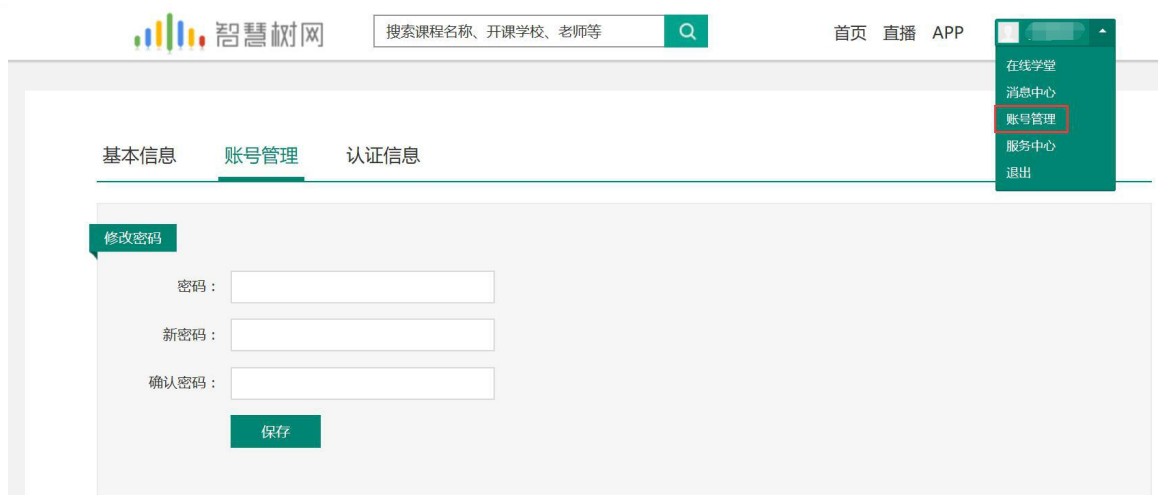 智慧树网
搜索课程名称、开课学校、老师等
首页 直播 APP
在线学堂
消息中心
账号管理
服务中心
退出
基本信息 账号管理 认证信息
修改密码
密码：
新密码：
确认密码：
保存